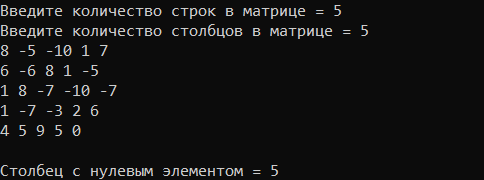 Введите количество строк в матрице = 5
Введите количество столбцов в матрице = 5
8 -5 -10 1 7
6 -6 8 1 -5
1 8 -7 -10 -7
1 -7 -3 2 6
4 5 9 5 0
Столбец с нулевым элементом = 5